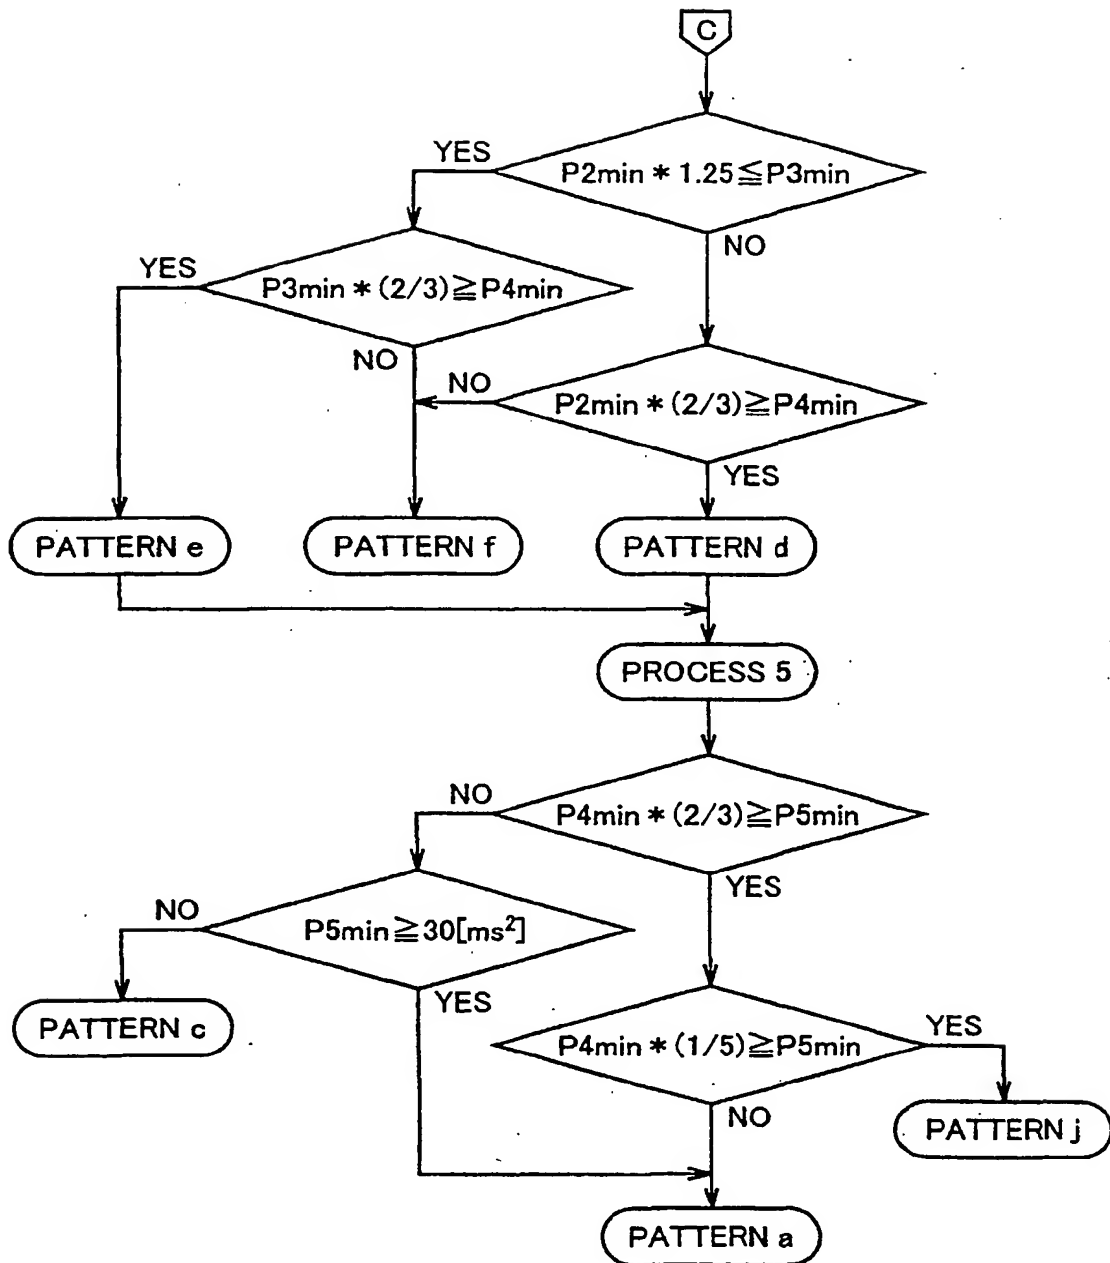 C
P2min * 1.25≦P3min
YES
NO
P3min * (2/3)≧P4min
YES
NO
P2min * (2/3)≧P4min
NO
YES
PATTERN e
PATTERN f
PATTERN d
PROCESS 5
P4min * (2/3)≧P5min
NO
YES
P5min≧30[ms²]
NO
YES
PATTERN c
P4min * (1/5)≧P5min
YES
NO
PATTERN j
PATTERN a